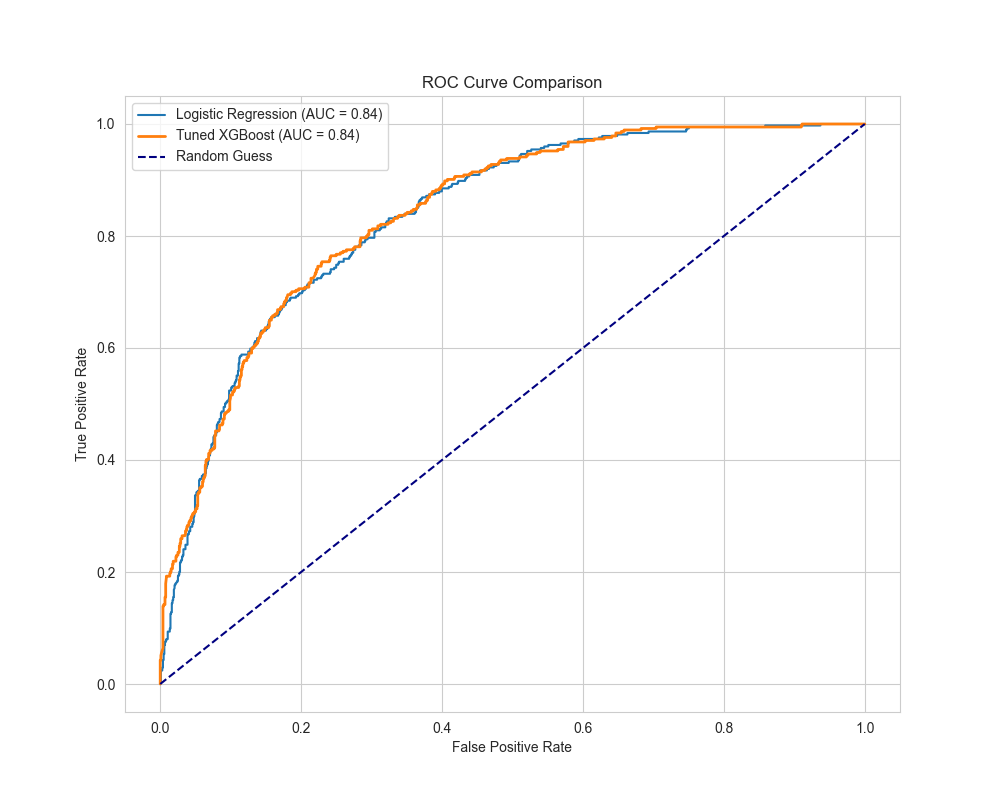 ROC Curve Comparison
Logistic Regression (AUC = 0.84)
Tuned XGBoost (AUC = 0.84)
Random Guess
True Positive Rate
1.0
0.8
0.6
0.4
0.2
0.0
0.0 0.2 0.4 0.6 0.8 1.0
False Positive Rate